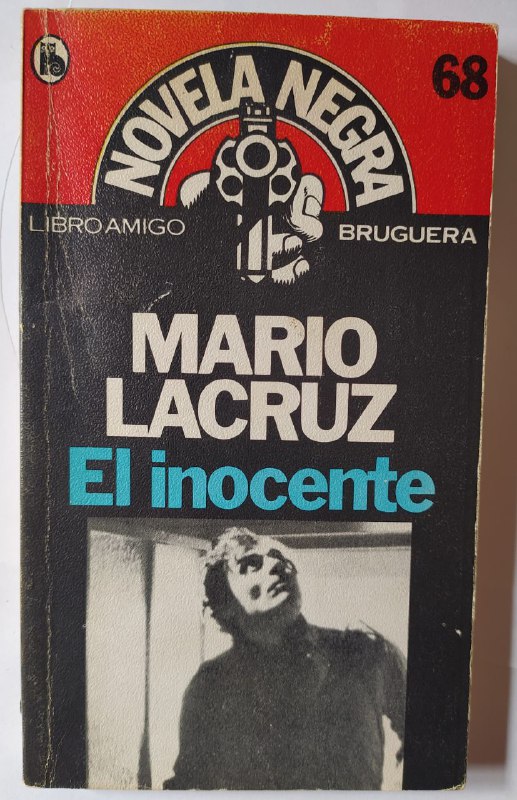 b
NOVELA NEGRA
68
LIBRO AMIGO
BRUGUERA
MARIO
LACRUZ
El inocente